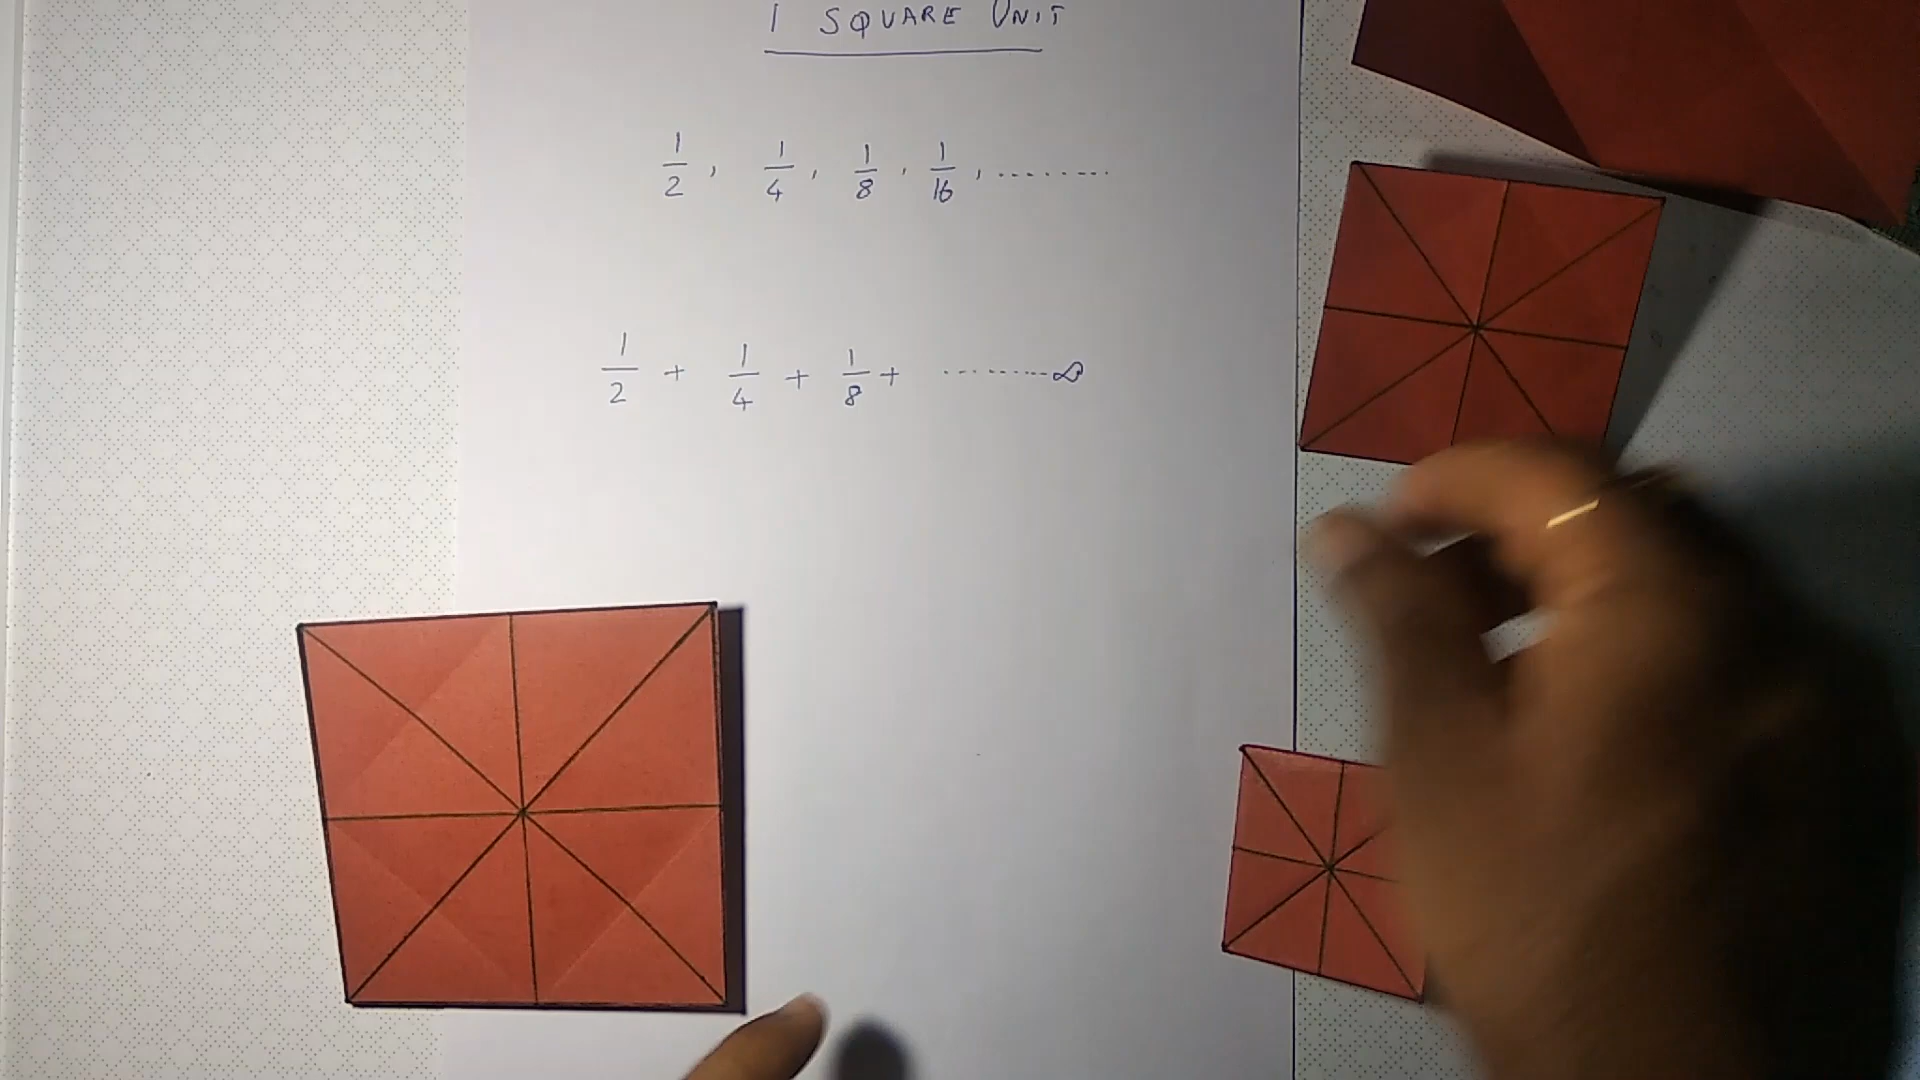 1 SQUARE UNIT
1/2, 1/4, 1/8, 1/16, ........
1/2 + 1/4 + 1/8 + .........∞